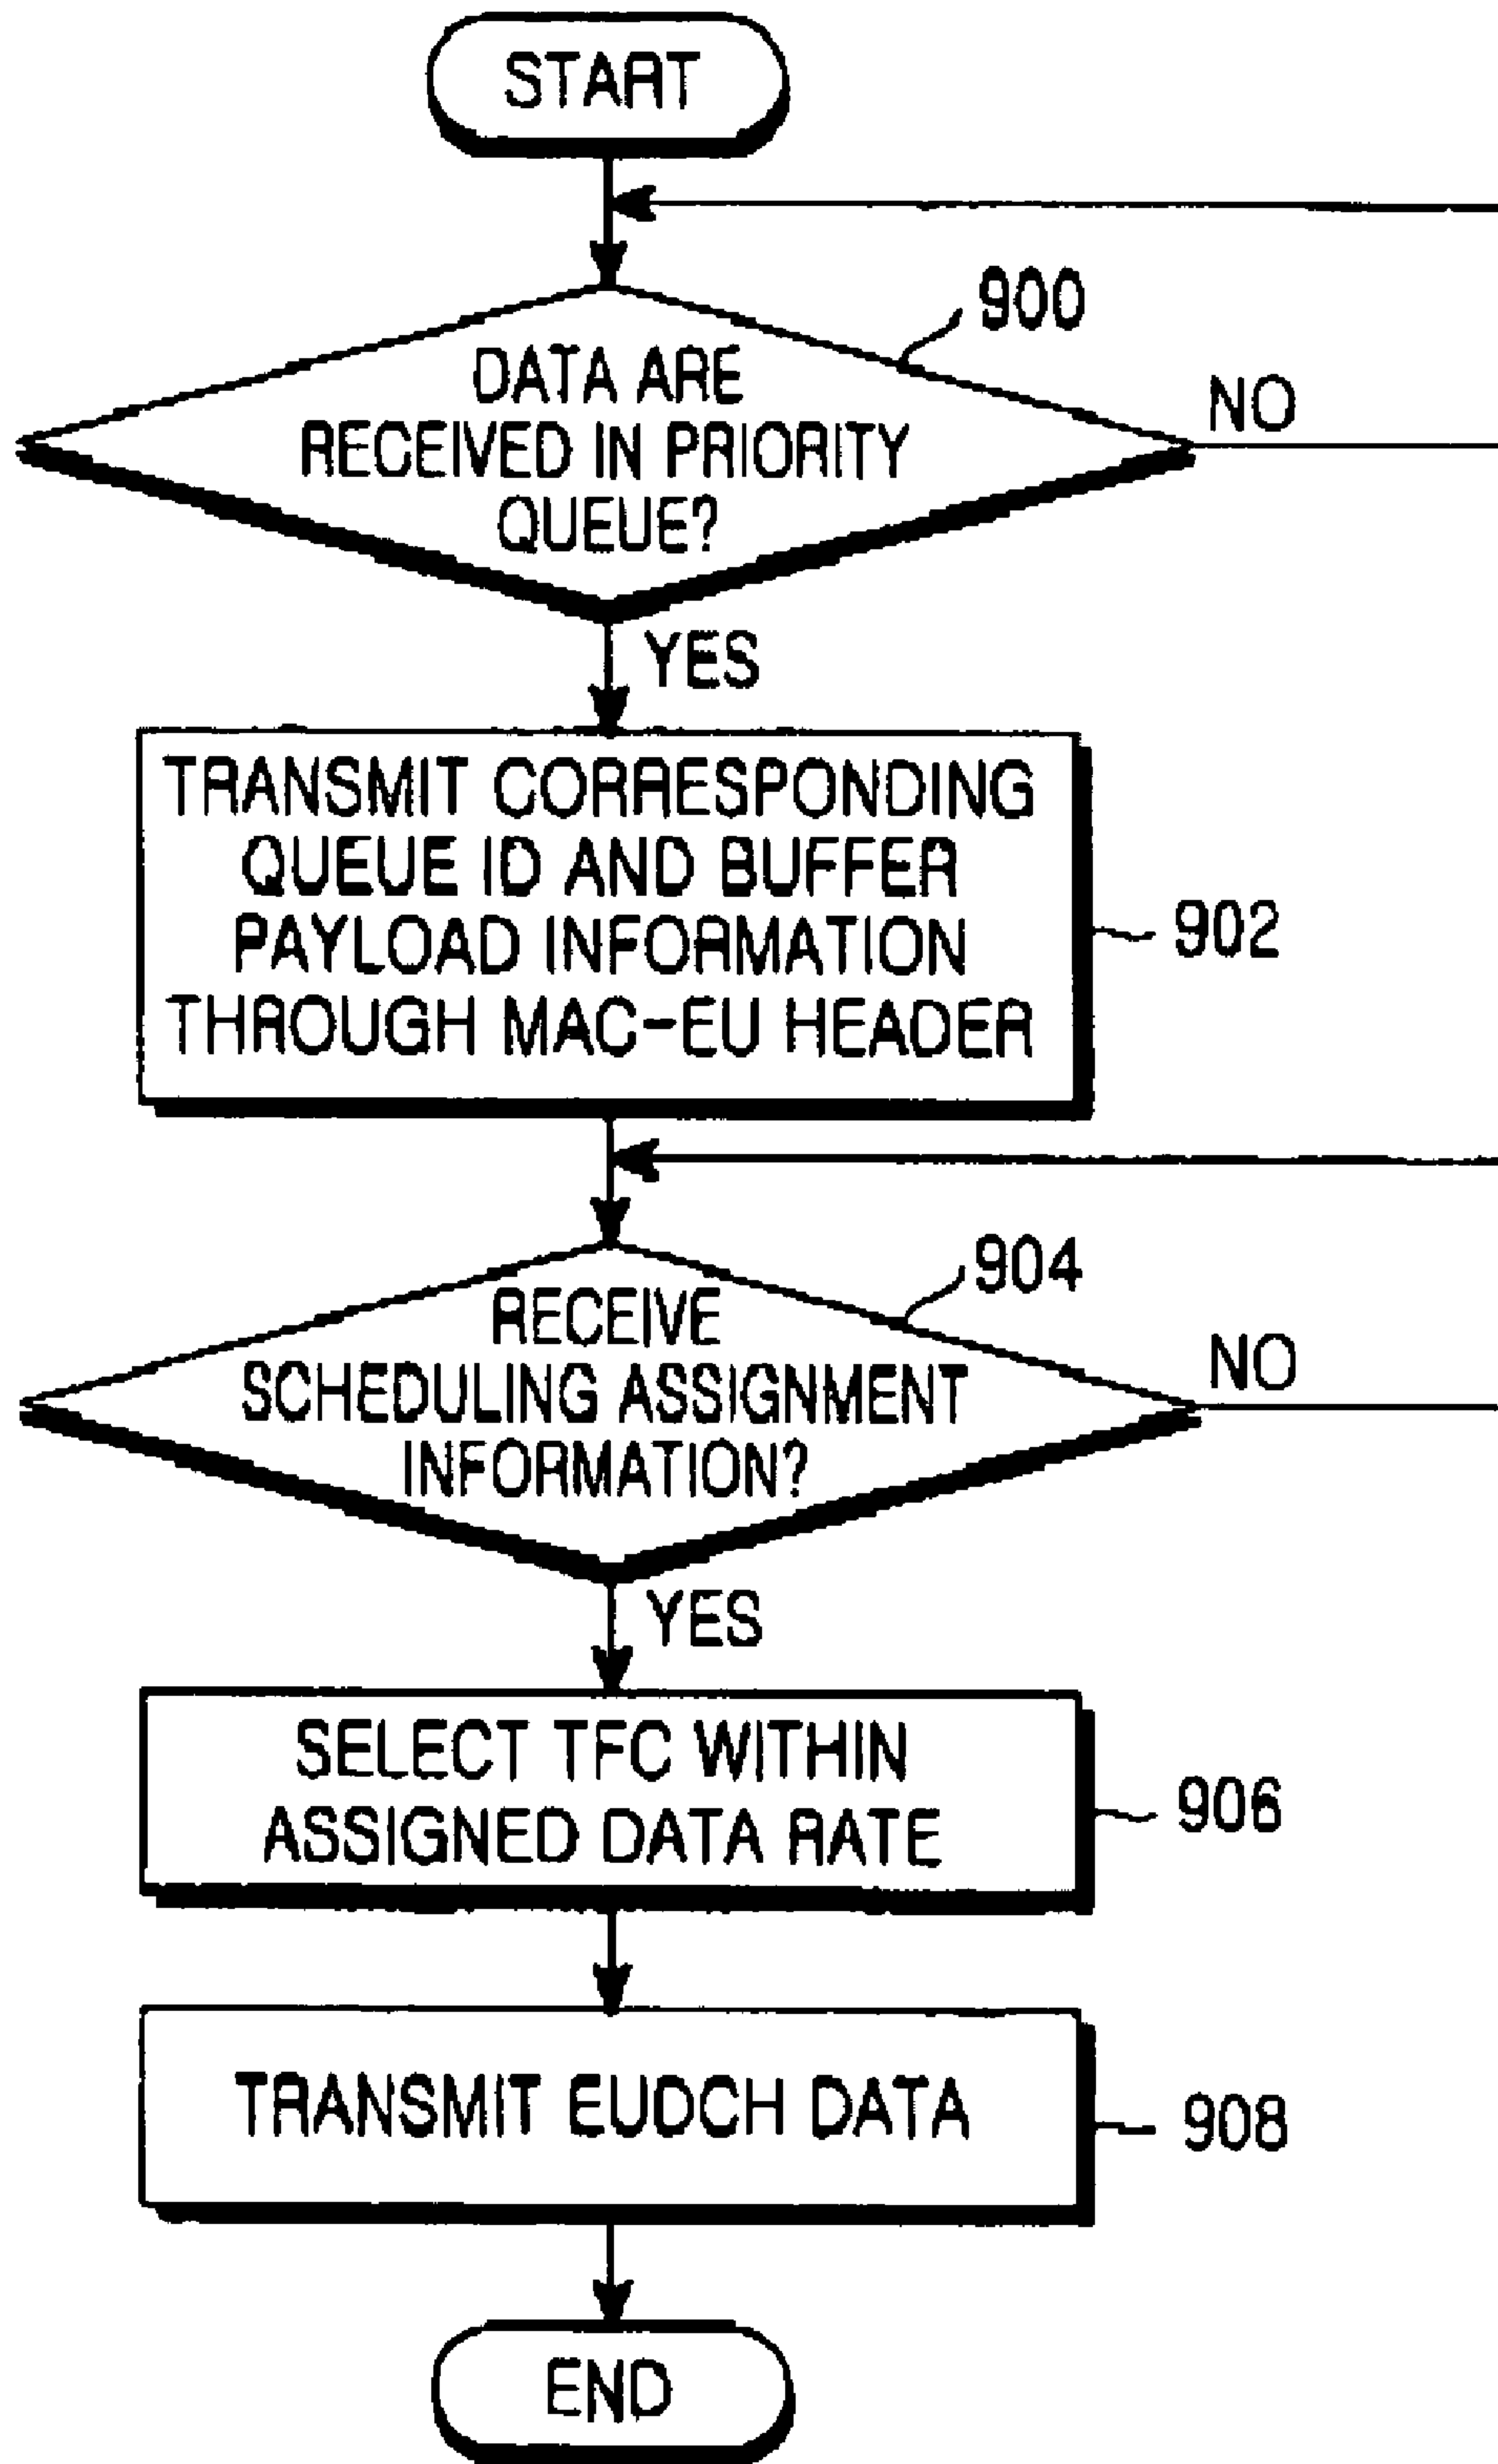 START
900
DATA ARE
RECEIVED IN PRIORITY
QUEUE?
NO
YES
TRANSMIT CORRESPONDING
QUEUE ID AND BUFFER
PAYLOAD INFORMATION
THROUGH MAC-EU HEADER
902
904
RECEIVE
SCHEDULING ASSIGNMENT
INFORMATION?
NO
YES
SELECT TFC WITHIN
ASSIGNED DATA RATE
906
TRANSMIT EUDCH DATA
908
END